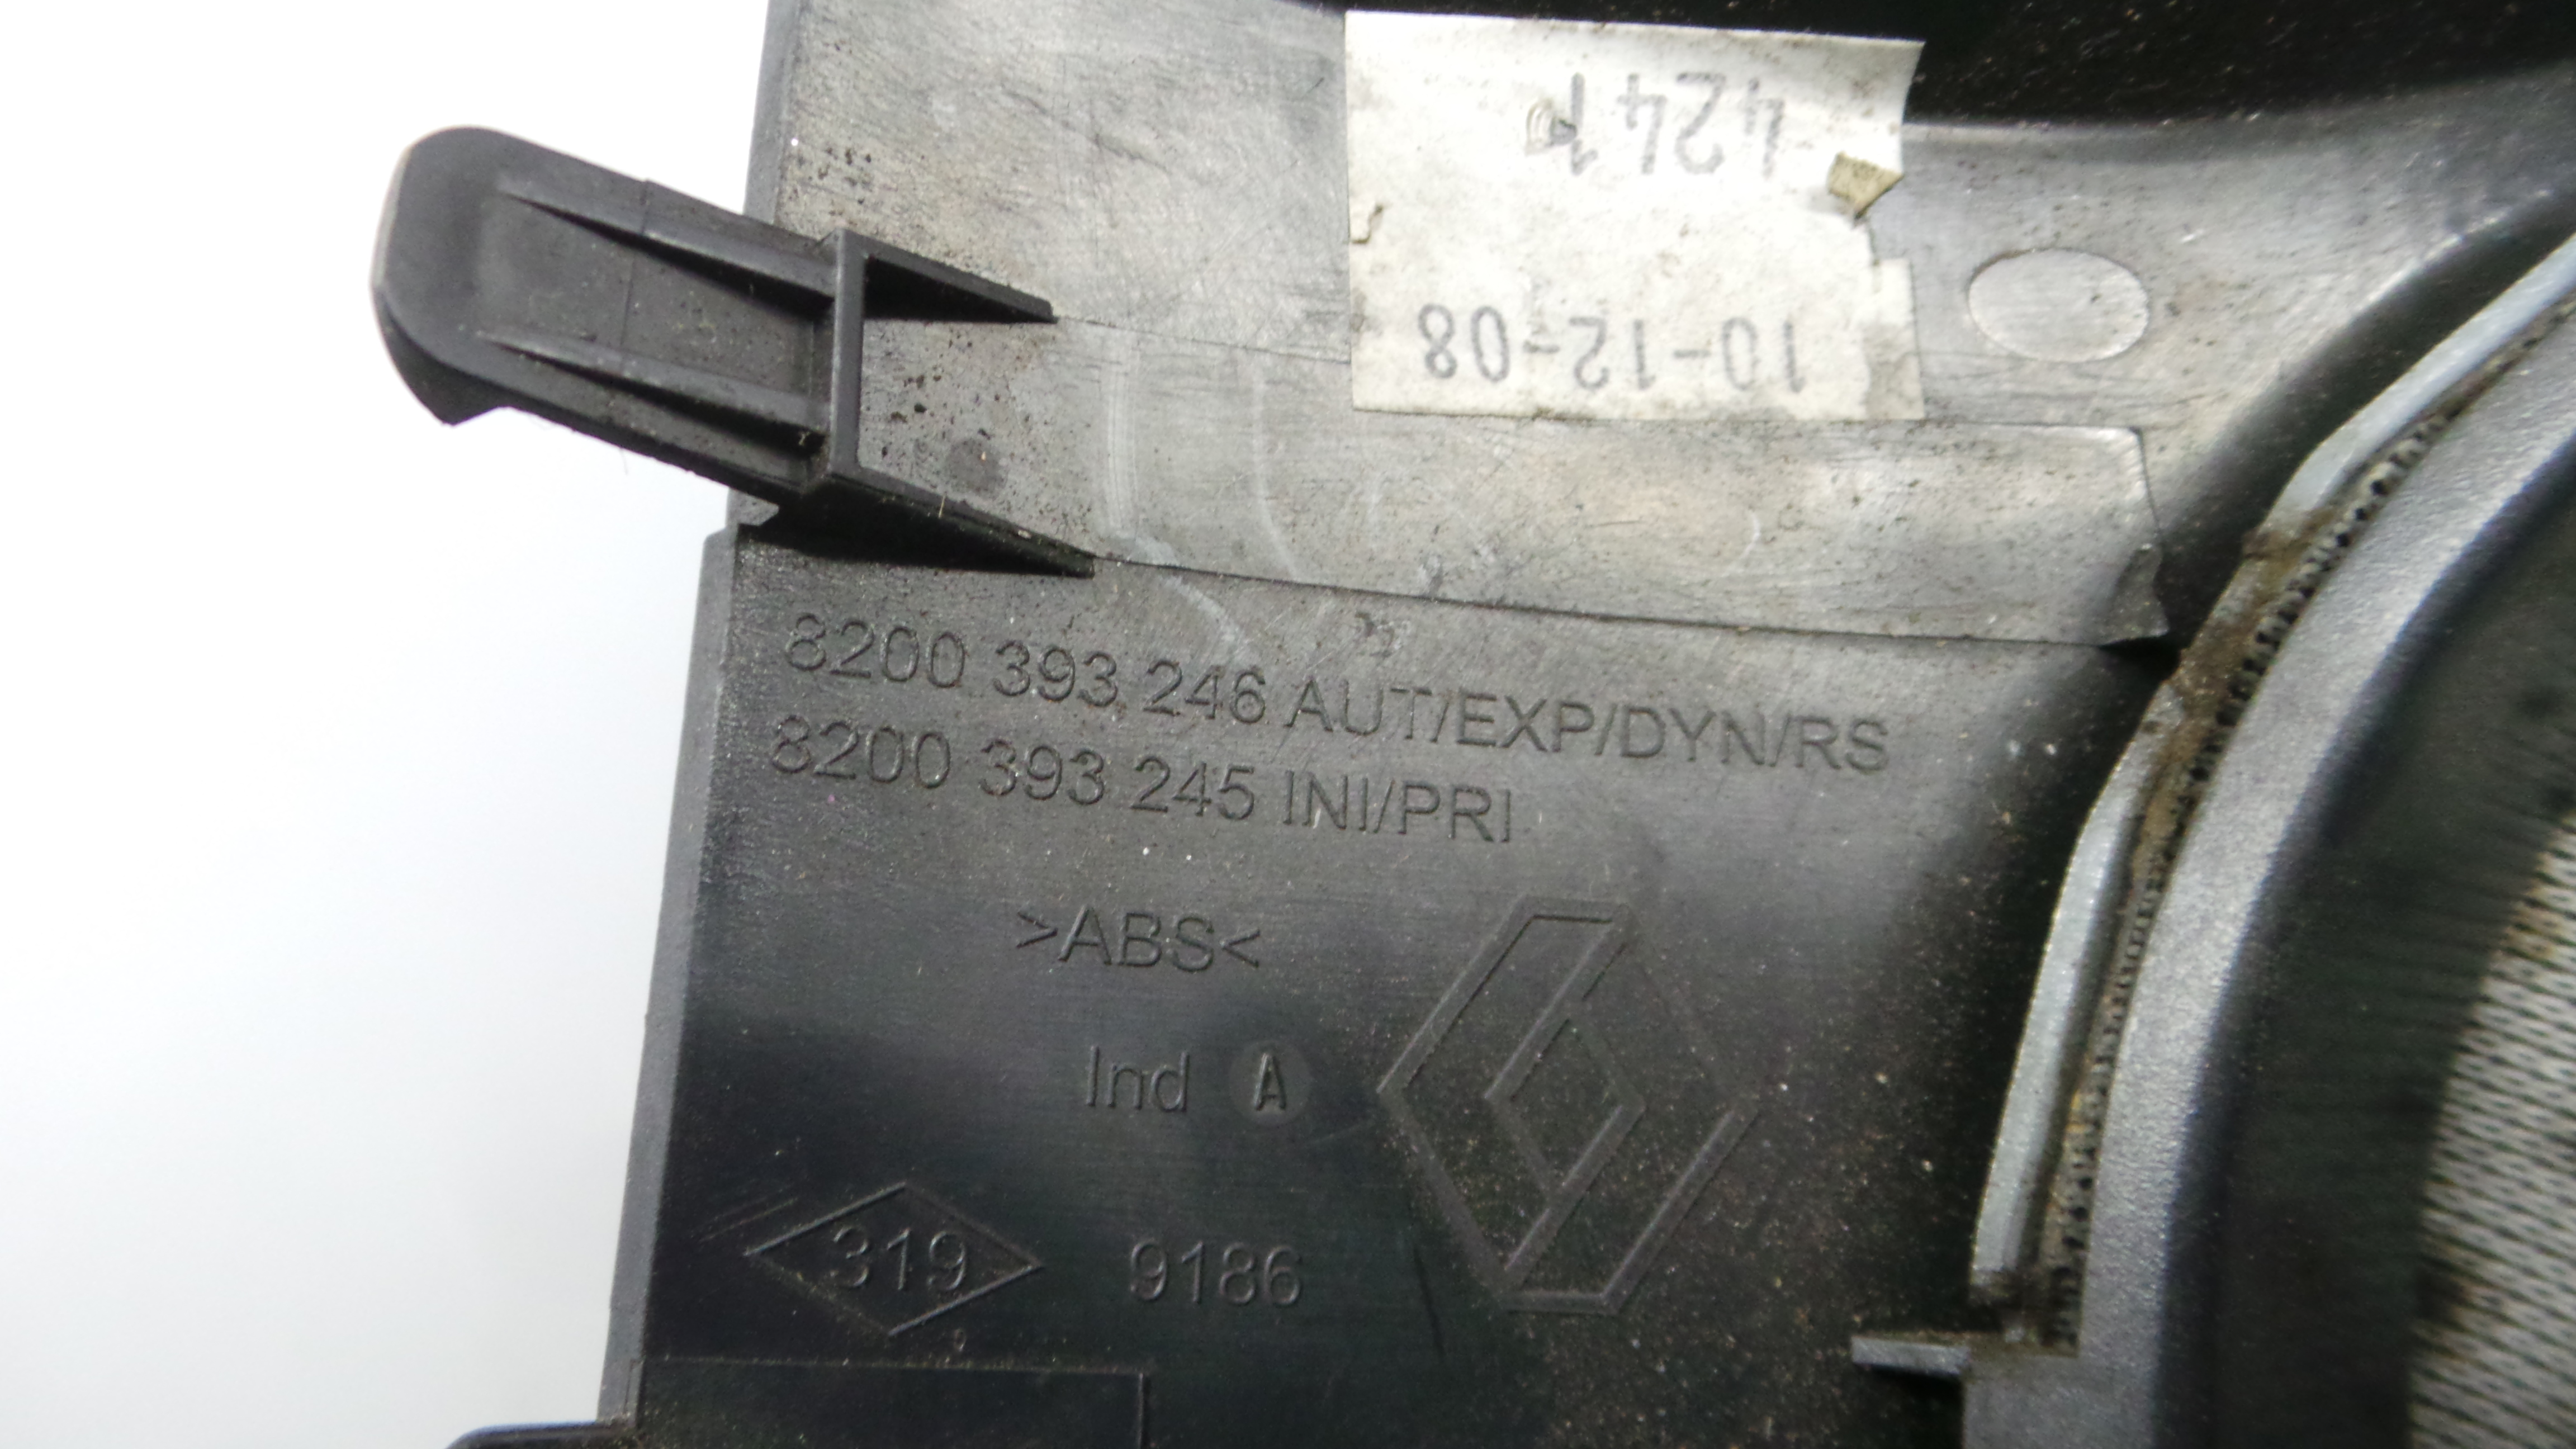 4241
10-12-08
8200 393 246 AUT/EXP/DYN/RS
8200 393 245 INI/PRI
>ABS<
Ind A
319 9186